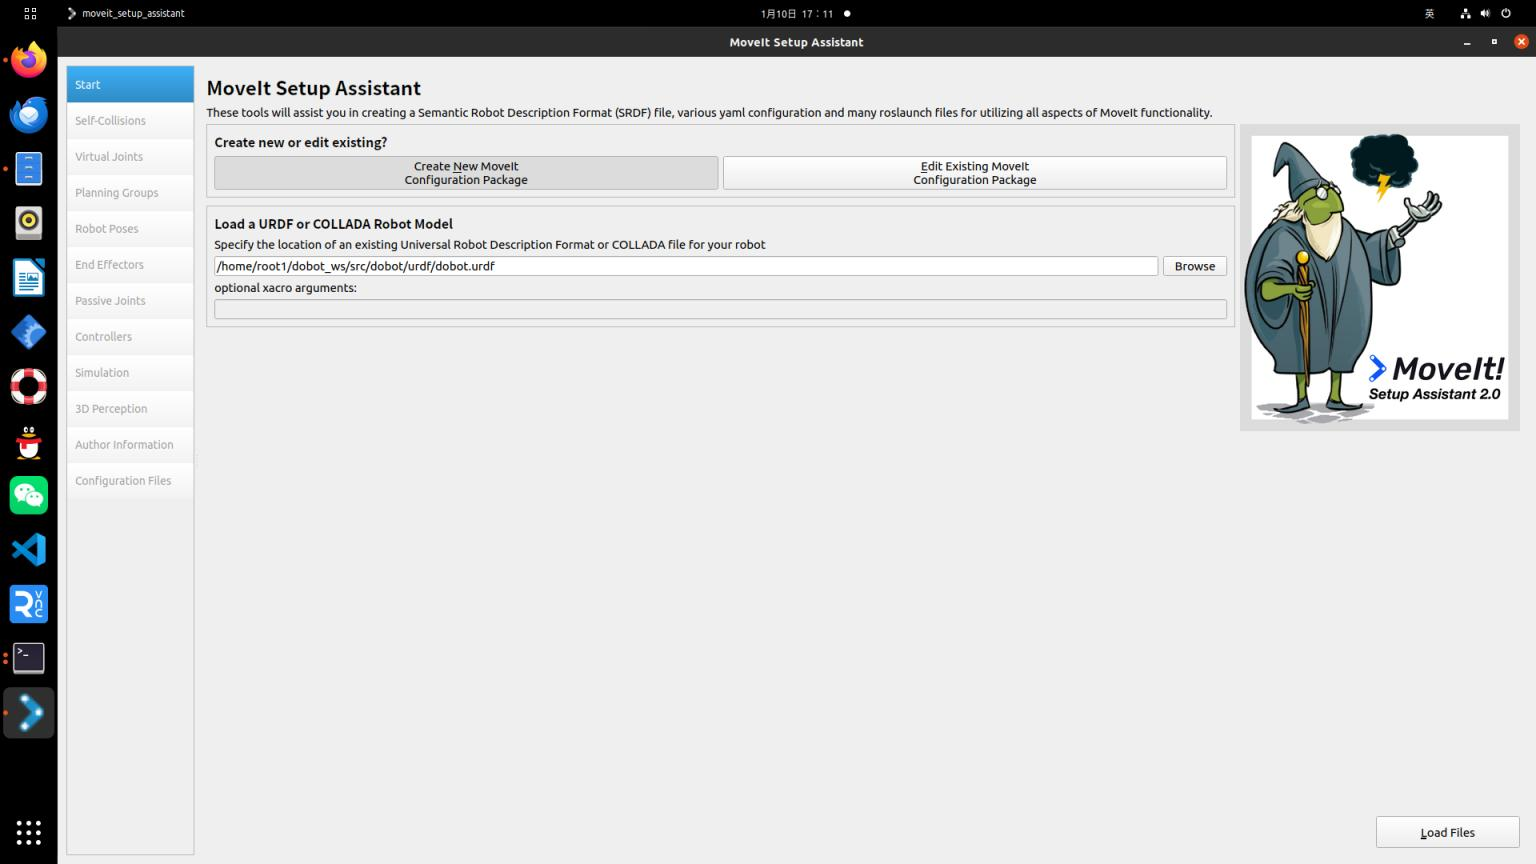 moveit_setup_assistant
1月10日 17：11
英
MoveIt Setup Assistant
Start
Self-Collisions
Virtual Joints
Planning Groups
Robot Poses
End Effectors
Passive Joints
Controllers
Simulation
3D Perception
Author Information
Configuration Files
MoveIt Setup Assistant
These tools will assist you in creating a Semantic Robot Description Format (SRDF) file, various yaml configuration and many roslaunch files for utilizing all aspects of MoveIt functionality.
Create new or edit existing?
Create New MoveIt
Configuration Package
Edit Existing MoveIt
Configuration Package
Load a URDF or COLLADA Robot Model
Specify the location of an existing Universal Robot Description Format or COLLADA file for your robot
/home/root1/dobot_ws/src/dobot/urdf/dobot.urdf
Browse
optional xacro arguments:
MoveIt!
Setup Assistant 2.0
Load Files